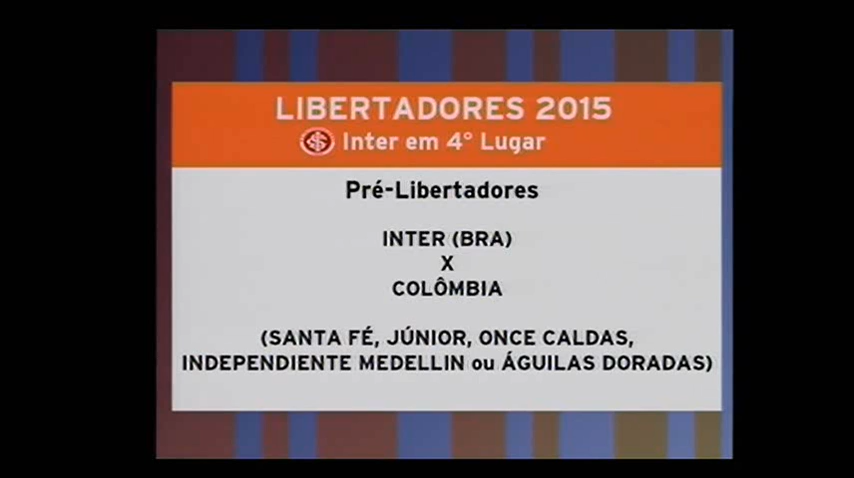 LIBERTADORES 2015
Inter em 4° Lugar
Pré-Libertadores
INTER (BRA)
X
COLÔMBIA
(SANTA FÉ, JÚNIOR, ONCE CALDAS,
INDEPENDIENTE MEDELLIN ou ÁGUILAS DORADAS)